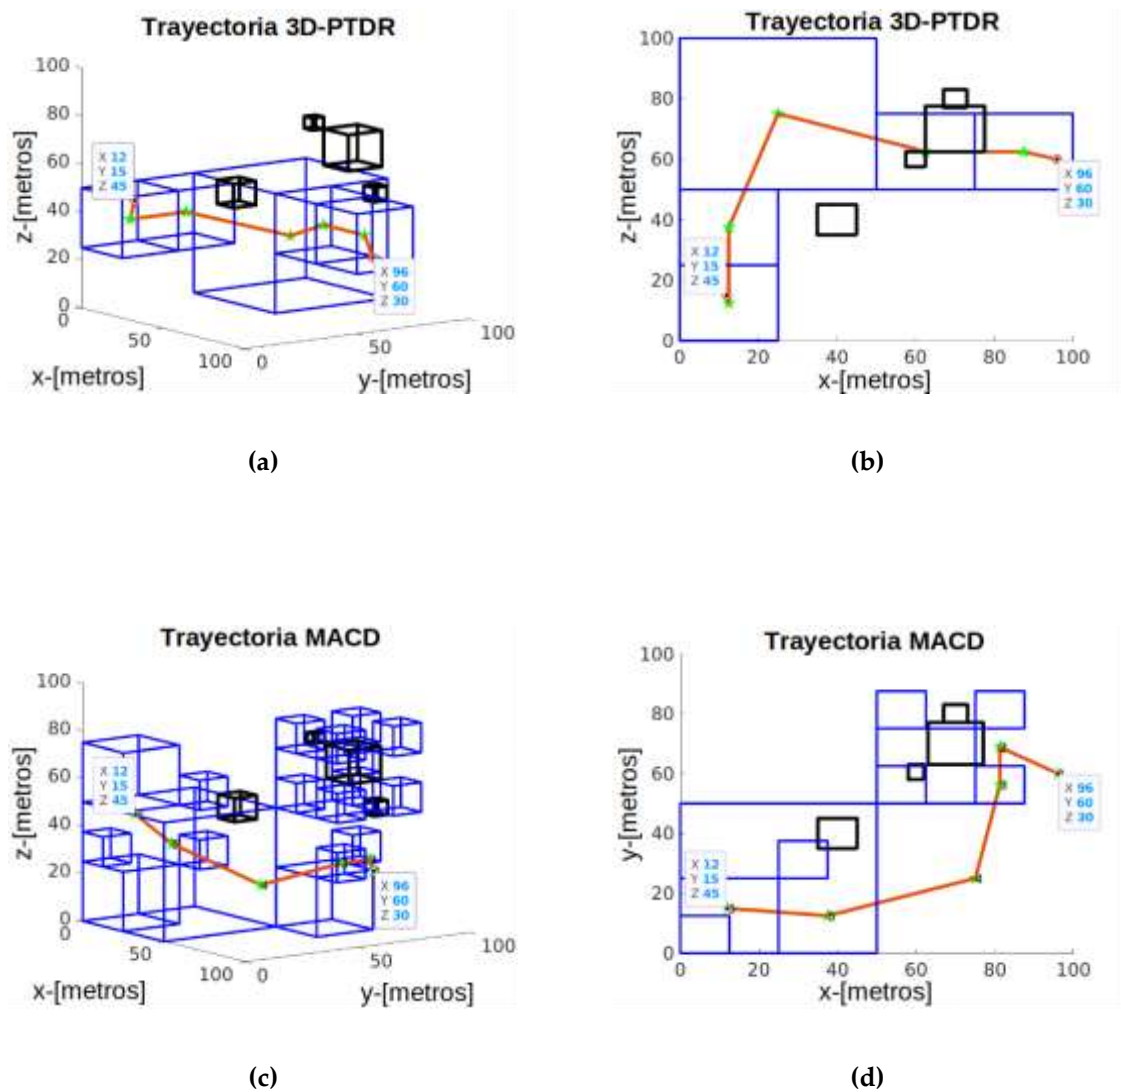 Trayectoria 3D-PTDR
100
80
60
40
20
0
z-[metros]
X 12
Y 15
Z 45
X 96
Y 60
Z 30
0
50
100
x-[metros]
0
50
100
y-[metros]
(a)
Trayectoria 3D-PTDR
100
80
60
40
20
0
z-[metros]
X 12
Y 15
Z 45
X 96
Y 60
Z 30
0 20 40 60 80 100
x-[metros]
(b)
Trayectoria MACD
100
80
60
40
20
0
z-[metros]
X 12
Y 15
Z 45
X 96
Y 60
Z 30
0
50
100
x-[metros]
0
50
100
y-[metros]
(c)
Trayectoria MACD
100
80
60
40
20
0
y-[metros]
X 12
Y 15
Z 45
X 96
Y 60
Z 30
0 20 40 60 80 100
x-[metros]
(d)